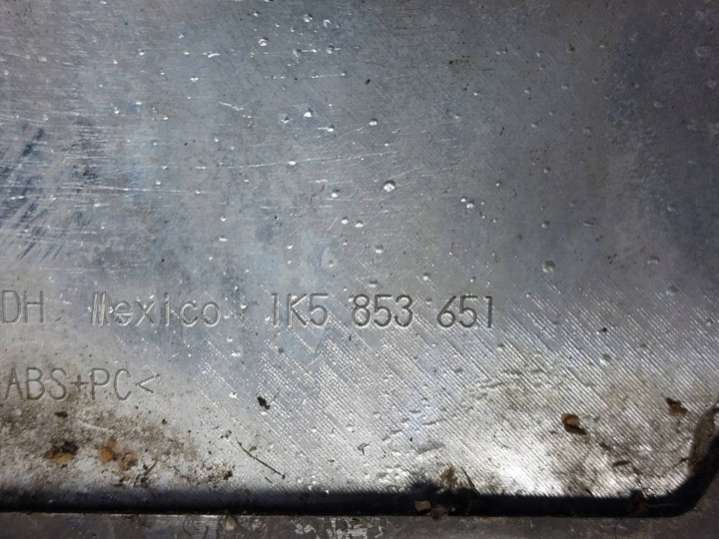 DH Mexico 1K5 853 651
ABS+PC<